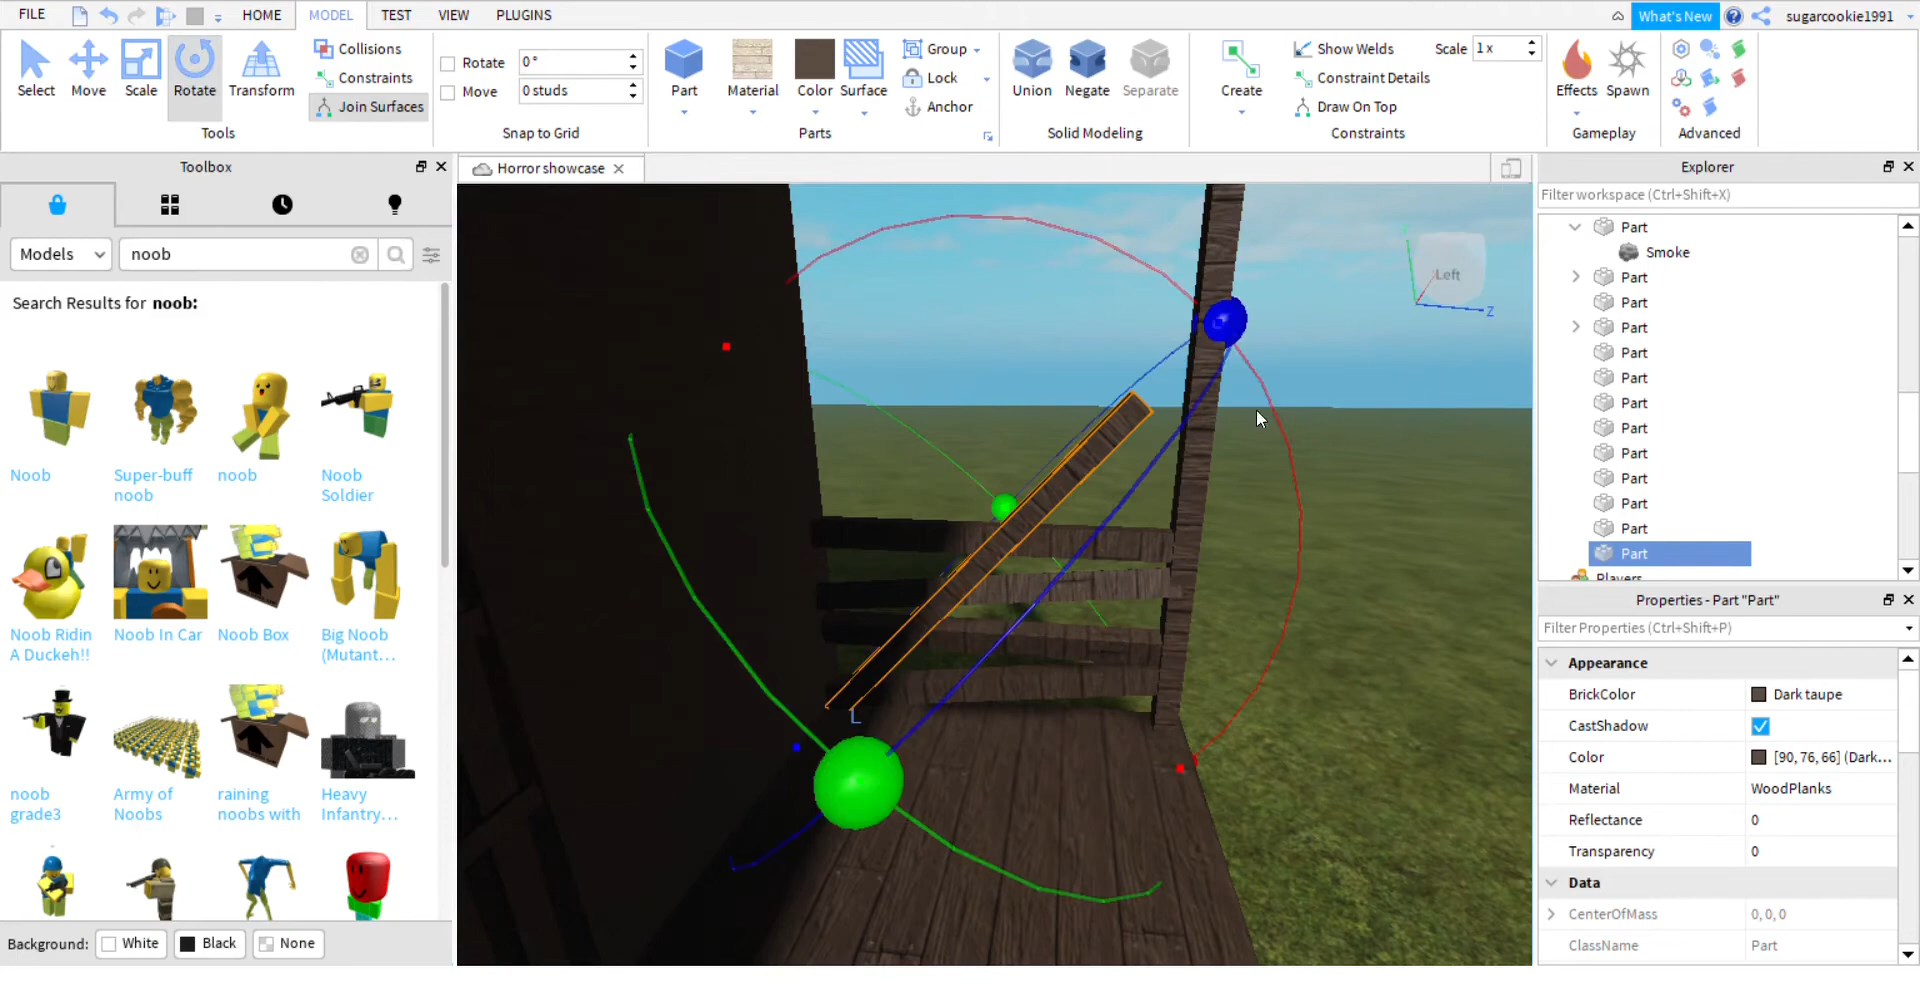 FILE
HOME
MODEL
TEST
VIEW
PLUGINS
What's New
sugarcookie1991
Select
Move
Scale
Rotate
Transform
Collisions
Constraints
Join Surfaces
Tools
Rotate
0 °
Move
0 studs
Snap to Grid
Part
Material
Color
Surface
Group
Lock
Anchor
Parts
Union
Negate
Separate
Solid Modeling
Create
Show Welds
Scale
1 x
Constraint Details
Draw On Top
Constraints
Effects
Spawn
Gameplay
Advanced
Toolbox
Models
noob
Search Results for noob:
Noob
Super-buff
noob
noob
Noob
Soldier
Noob Ridin
A Duckeh!!
Noob In Car
Noob Box
Big Noob
(Mutant...
noob
grade3
Army of
Noobs
raining
noobs with
Heavy
Infantry...
Background:
White
Black
None
Horror showcase
Left
Z
L
Explorer
Filter workspace (Ctrl+Shift+X)
Part
Smoke
Part
Part
Part
Part
Part
Part
Part
Part
Part
Part
Part
Part
Players
Properties - Part "Part"
Filter Properties (Ctrl+Shift+P)
Appearance
BrickColor
Dark taupe
CastShadow
Color
[90, 76, 66] (Dark...
Material
WoodPlanks
Reflectance
0
Transparency
0
Data
CenterOfMass
0, 0, 0
ClassName
Part